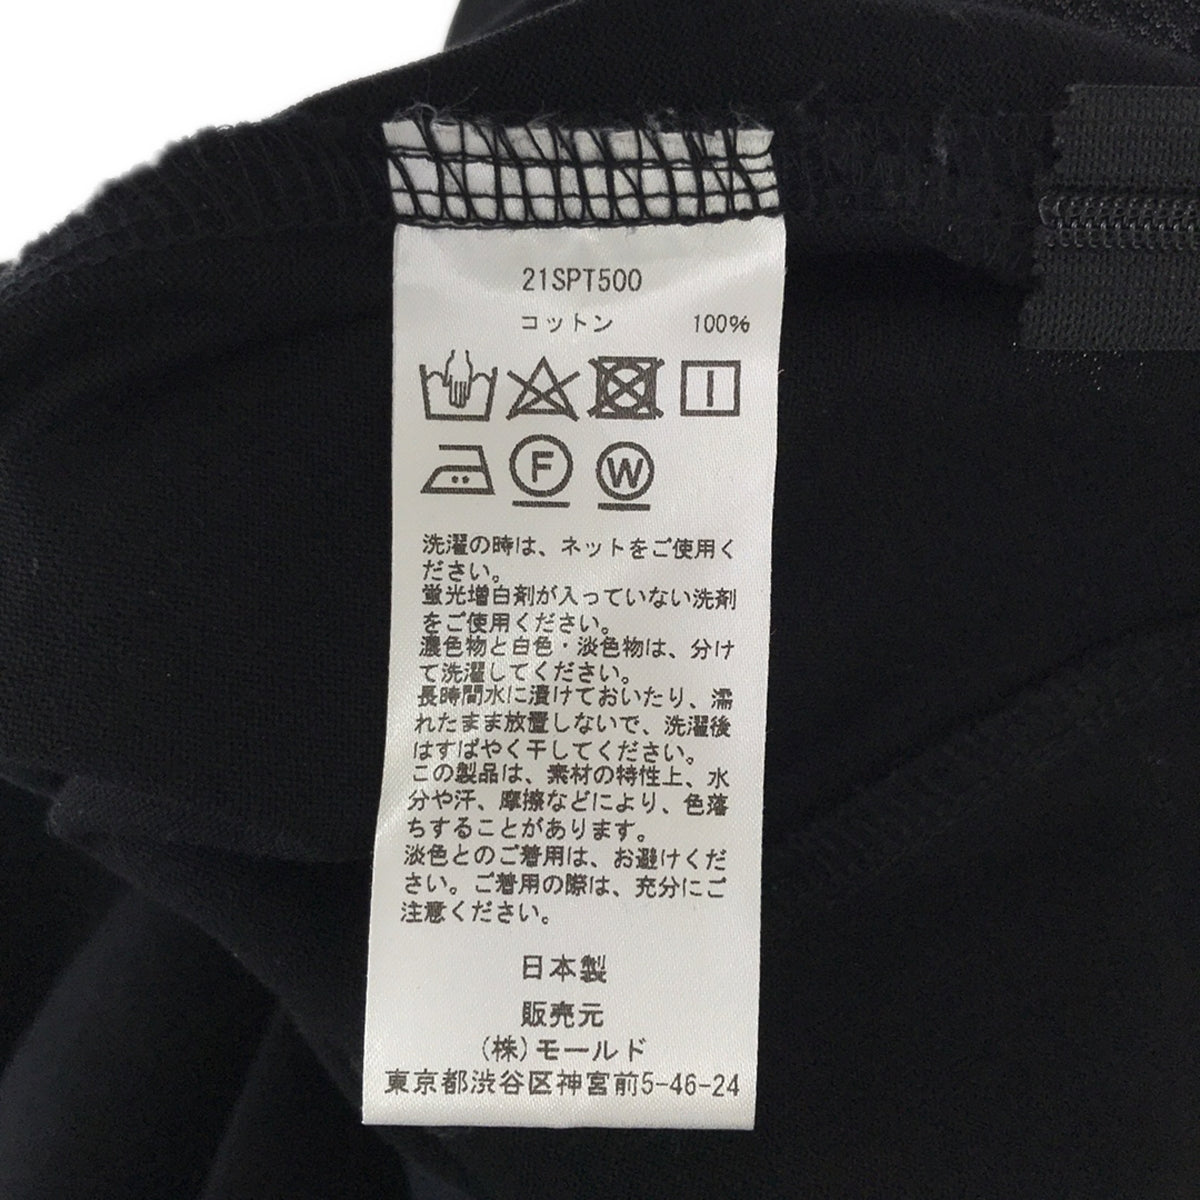 21SPT500
コットン 100%
F W
洗濯の時は、ネットをご使用く
ださい。
蛍光増白剤が入っていない洗剤
をご使用ください。
濃色物と白色・淡色物は、分け
て洗濯してください。
長時間水に漬けておいたり、濡
れたまま放置しないで、洗濯後
はすばやく干してください。
この製品は、素材の特性上、水
分や汗、摩擦などにより、色落
ちすることがあります。
淡色とのご着用は、お避けくだ
さい。ご着用の際は、充分にご
注意ください。
日本製
販売元
(株)モールド
東京都渋谷区神宮前5-46-24